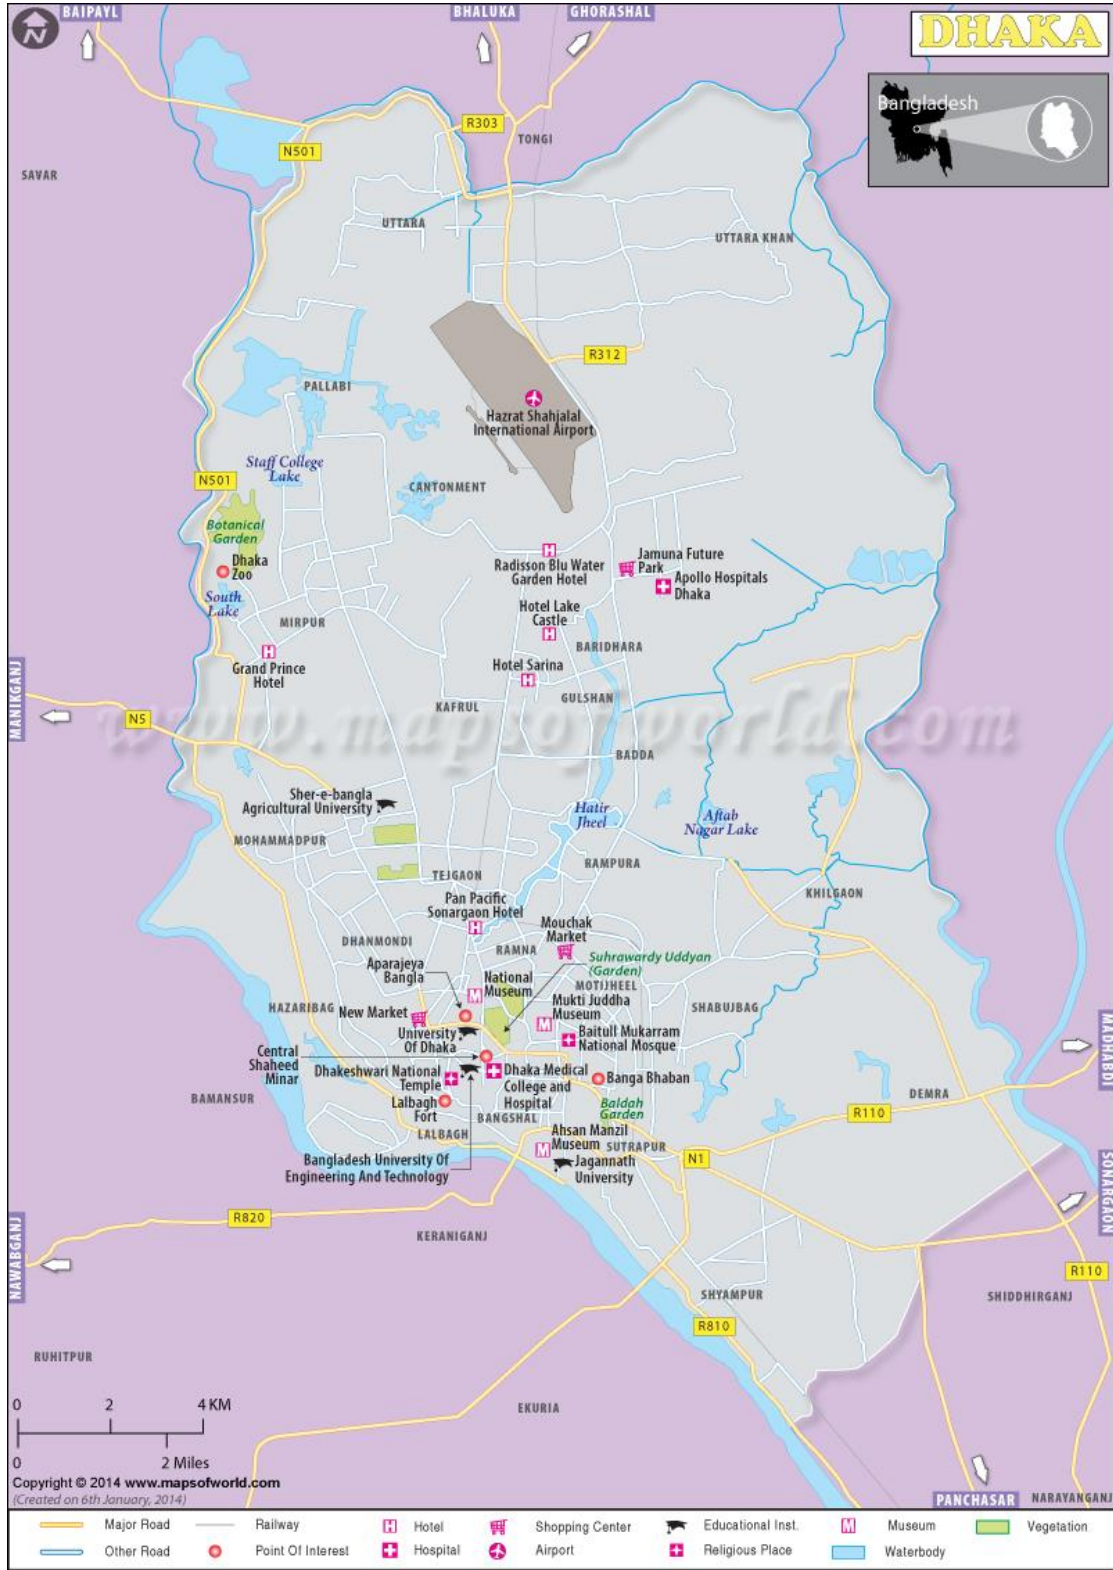 BAIPAYL
BHALUKA
GHORASHAL
N
DHAKA
Bangladesh
R303
TONGI
N501
SAVAR
UTTARA
UTTARA KHAN
R312
PALLABI
Hazrat Shahjalal
International Airport
Staff College
Lake
N501
CANTONMENT
Botanical
Garden
Dhaka
Zoo
Radisson Blu Water
Garden Hotel
Jamuna Future
Park
Apollo Hospitals
Dhaka
South
Lake
Hotel Lake
Castle
MIRPUR
BARIDHARA
Grand Prince
Hotel
Hotel Sarina
GULSHAN
KAFRUL
MANIKGANJ
N5
www.mapsofworld.com
BADDA
Sher-e-bangla
Agricultural University
Hatir
Jheel
Aftab
Nagar Lake
MOHAMMADPUR
RAMPURA
TEJGAON
KHILGAON
Pan Pacific
Sonargaon Hotel
Mouchak
Market
DHANMONDI
RAMNA
Suhrawardy Uddyan
(Garden)
Aparajeya
Bangla
National
Museum
MOTIJHEEL
HAZARIBAG
New Market
Mukti Juddha
Museum
SHABUJBAG
University
Of Dhaka
Baitull Mukarram
National Mosque
MADHABDI
Central
Shaheed
Minar
Dhakeshwari National
Temple
Dhaka Medical
College and
Hospital
Banga Bhaban
BAMANSUR
Lalbagh
Fort
BANGSHAL
Baldah
Garden
DEMRA
R110
LALBAGH
Ahsan Manzil
Museum
SUTRAPUR
Bangladesh University Of
Engineering And Technology
Jagannath
University
N1
SONARGAON
R820
KERANIGANJ
NAWABGANJ
R110
SHYAMPUR
SHIDDHIRGANJ
R810
RUHITPUR
EKURIA
0 2 4 KM
0 2 Miles
Copyright © 2014 www.mapsofworld.com
(Created on 6th January, 2014)
PANCHASAR
NARAYANGANJ
Major Road
Railway
H Hotel
Shopping Center
Educational Inst.
M Museum
Vegetation
Other Road
Point Of Interest
Hospital
Airport
Religious Place
Waterbody